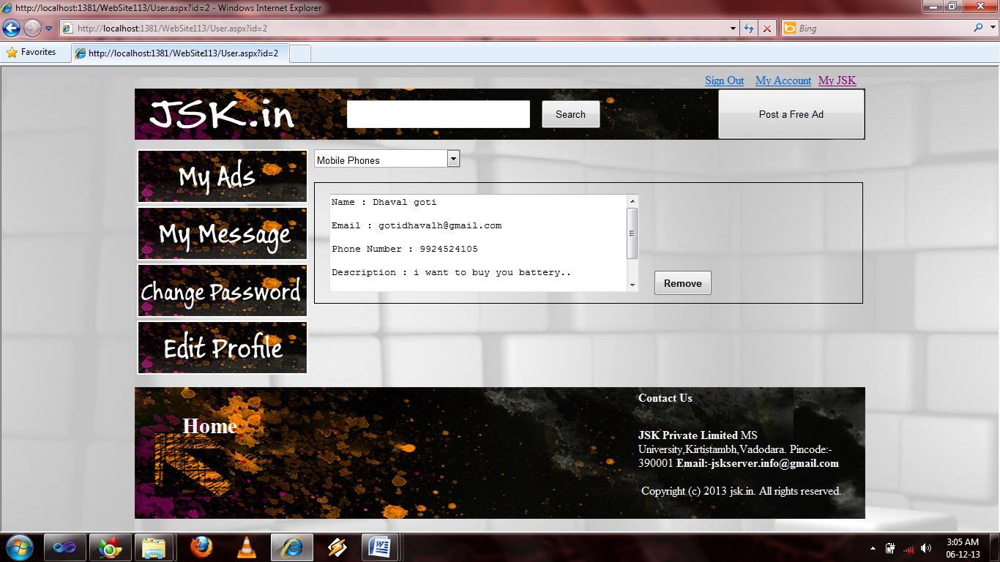 http://localhost:1381/WebSite113/User.aspx?id=2 - Windows Internet Explorer
http://localhost:1381/WebSite113/User.aspx?id=2
Bing
Favorites
http://localhost:1381/WebSite113/User.aspx?id=2
Sign Out My Account My JSK
JSK.in
Search
Post a Free Ad
My Ads
My Message
Change Password
Edit Profile
Mobile Phones
Name : Dhaval goti
Email : gotidhavalh@gmail.com
Phone Number : 9924524105
Description : i want to buy you battery..
Remove
Home
Contact Us
JSK Private Limited MS
University,Kirtistambh,Vadodara. Pincode:-
390001 Email:-jskserver.info@gmail.com
Copyright (c) 2013 jsk.in. All rights reserved.
3:05 AM
06-12-13